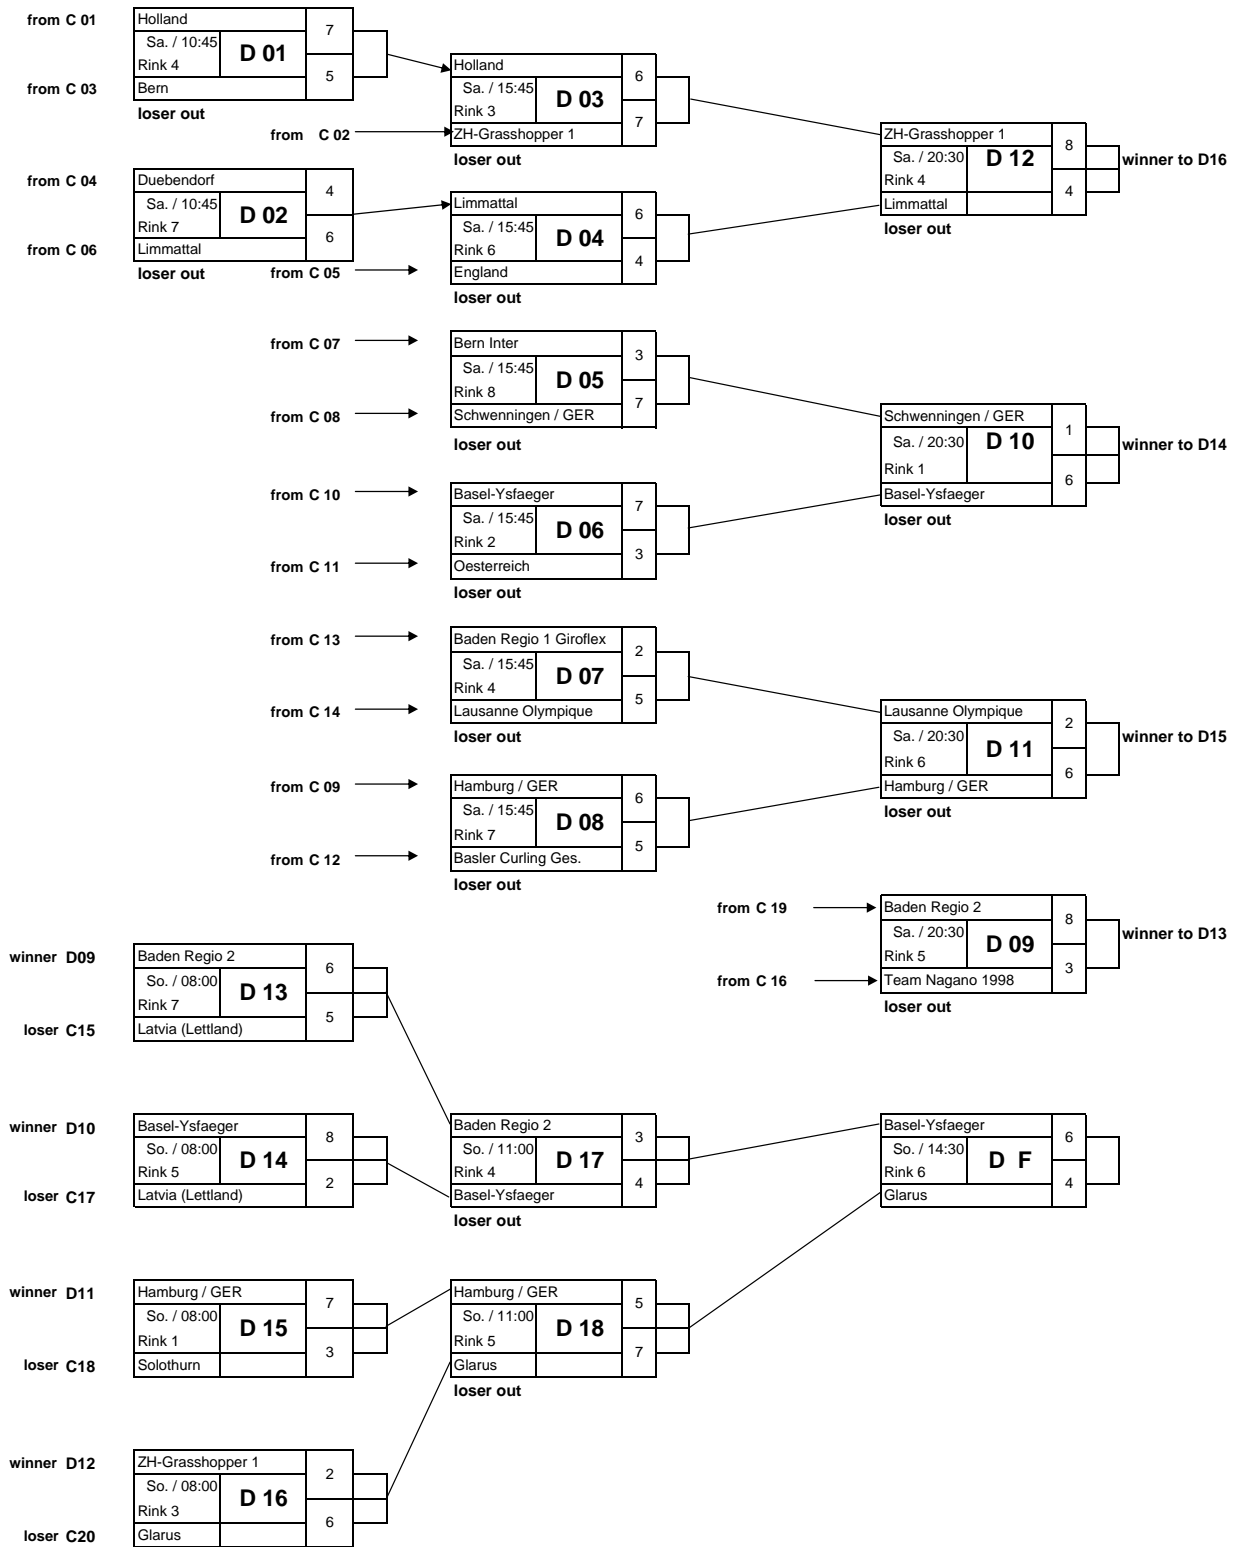 from C 01
Holland
7
Sa. / 10:45
Rink 4
D 01
5
from C 03
Bern
loser out
Holland
6
Sa. / 15:45
Rink 3
D 03
7
from C 02
ZH-Grasshopper 1
loser out
ZH-Grasshopper 1
8
Sa. / 20:30
Rink 4
D 12
4
Limmattal
loser out
winner to D16
from C 04
Duebendorf
4
Sa. / 10:45
Rink 7
D 02
6
from C 06
Limmattal
loser out
Limmattal
6
Sa. / 15:45
Rink 6
D 04
4
from C 05
England
loser out
from C 07
Bern Inter
3
Sa. / 15:45
Rink 8
D 05
7
from C 08
Schwenningen / GER
loser out
Schwenningen / GER
1
Sa. / 20:30
Rink 1
D 10
6
Basel-Ysfaeger
loser out
winner to D14
from C 10
Basel-Ysfaeger
7
Sa. / 15:45
Rink 2
D 06
3
from C 11
Oesterreich
loser out
from C 13
Baden Regio 1 Giroflex
2
Sa. / 15:45
Rink 4
D 07
5
from C 14
Lausanne Olympique
loser out
Lausanne Olympique
2
Sa. / 20:30
Rink 6
D 11
6
Hamburg / GER
loser out
winner to D15
from C 09
Hamburg / GER
6
Sa. / 15:45
Rink 7
D 08
5
from C 12
Basler Curling Ges.
loser out
from C 19
Baden Regio 2
8
Sa. / 20:30
Rink 5
D 09
3
from C 16
Team Nagano 1998
loser out
winner to D13
winner D09
Baden Regio 2
6
So. / 08:00
Rink 7
D 13
5
loser C15
Latvia (Lettland)
winner D10
Basel-Ysfaeger
8
So. / 08:00
Rink 5
D 14
2
loser C17
Latvia (Lettland)
Baden Regio 2
3
So. / 11:00
Rink 4
D 17
4
Basel-Ysfaeger
loser out
Basel-Ysfaeger
6
So. / 14:30
Rink 6
D F
4
Glarus
winner D11
Hamburg / GER
7
So. / 08:00
Rink 1
D 15
3
loser C18
Solothurn
Hamburg / GER
5
So. / 11:00
Rink 5
D 18
7
Glarus
loser out
winner D12
ZH-Grasshopper 1
2
So. / 08:00
Rink 3
D 16
6
loser C20
Glarus